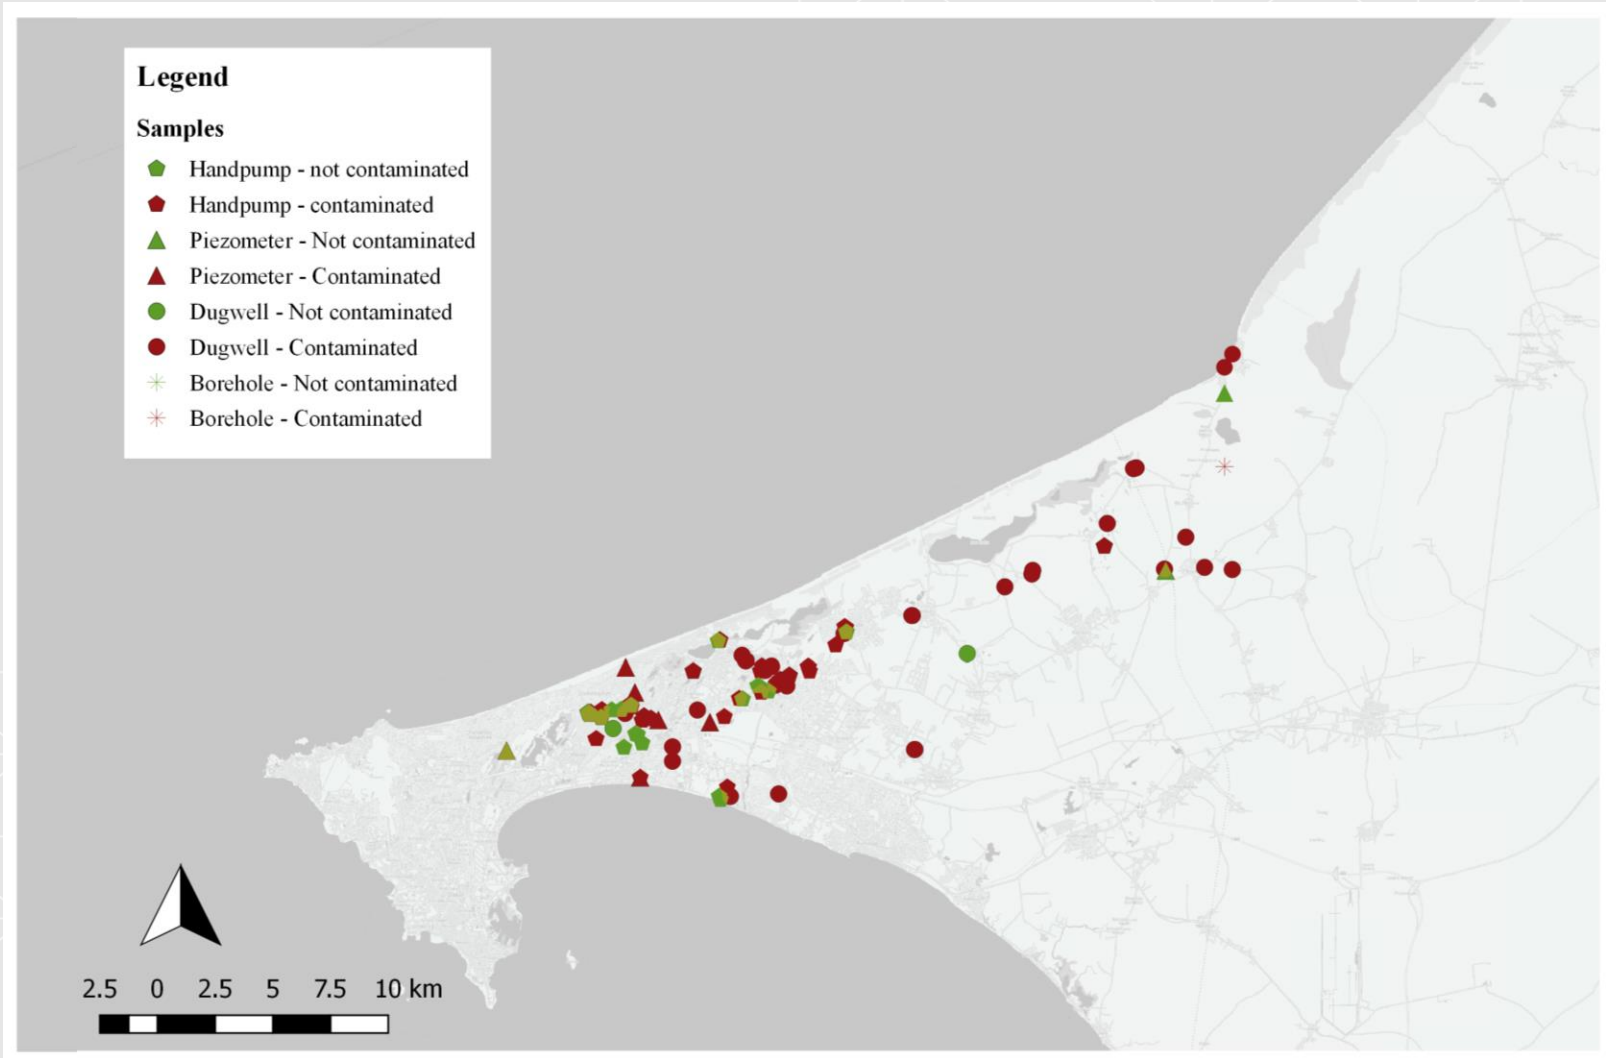 Legend
Samples
Handpump - not contaminated
Handpump - contaminated
Piezometer - Not contaminated
Piezometer - Contaminated
Dugwell - Not contaminated
Dugwell - Contaminated
Borehole - Not contaminated
Borehole - Contaminated
2.5 0 2.5 5 7.5 10 km